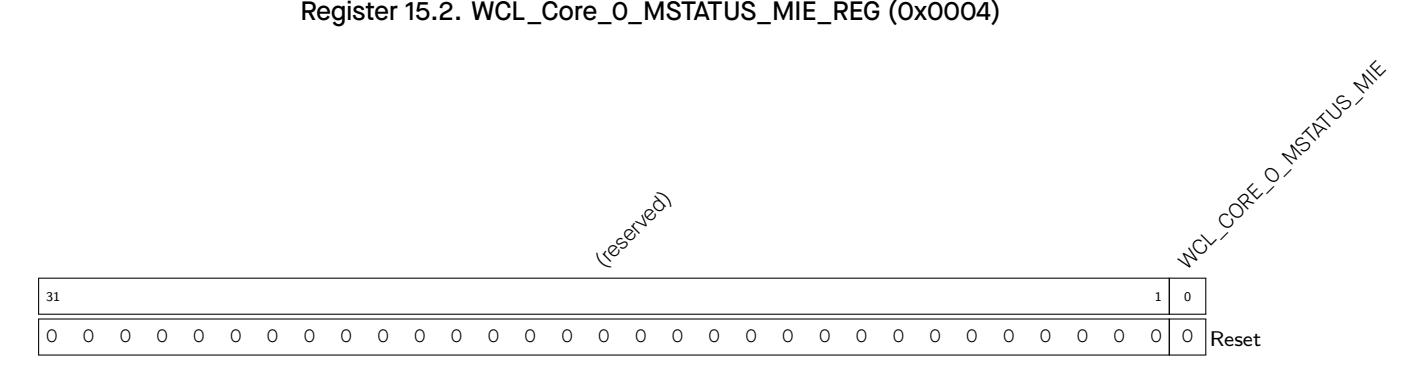 Register 15.2. WCL_Core_0_MSTATUS_MIE_REG (0x0004)
WCL_CORE_0_MSTATUS_MIE
(reserved)
31 1 0
0 0 0 0 0 0 0 0 0 0 0 0 0 0 0 0 0 0 0 0 0 0 0 0 0 0 0 0 0 0 0 0 Reset